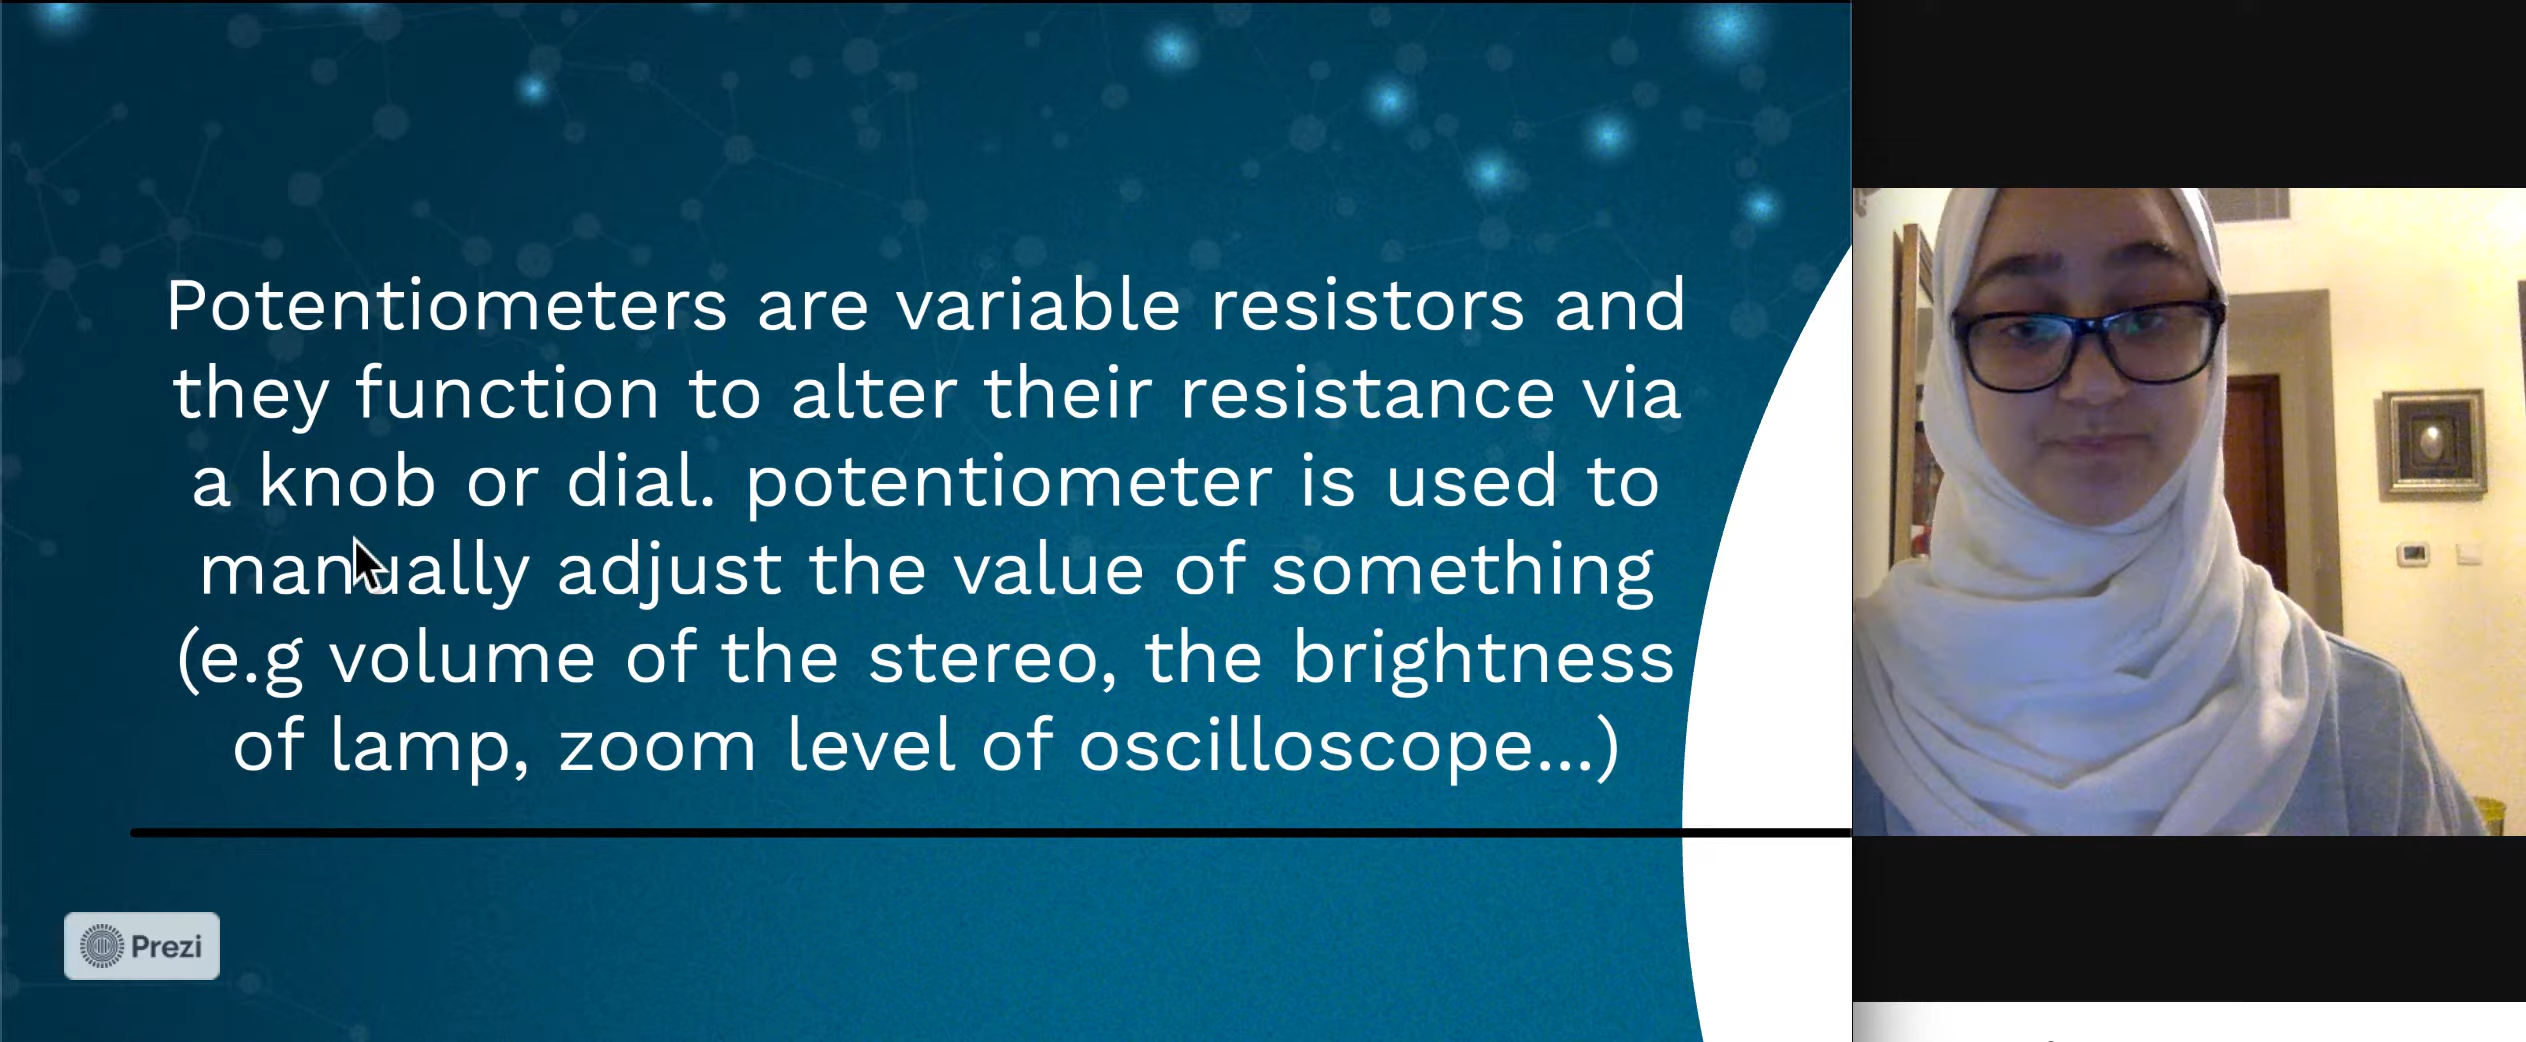 Potentiometers are variable resistors and
they function to alter their resistance via
a knob or dial. potentiometer is used to
manually adjust the value of something
(e.g volume of the stereo, the brightness
of lamp, zoom level of oscilloscope...)
Prezi